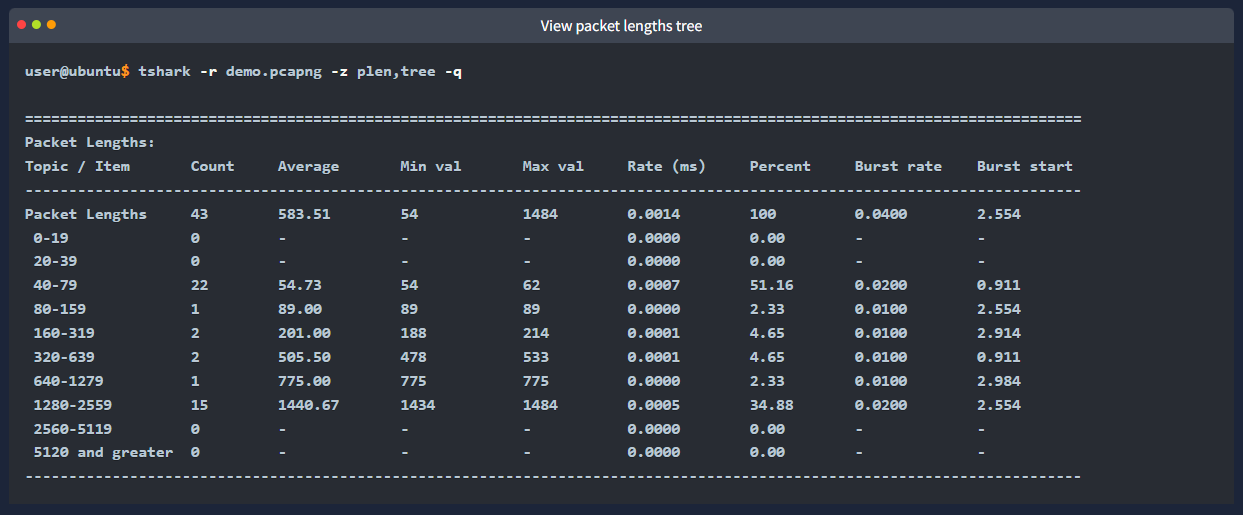 View packet lengths tree
user@ubuntu$ tshark -r demo.pcapng -z plen,tree -q
=========================================================================================================================
Packet Lengths:
Topic / Item       Count     Average       Min val       Max val     Rate (ms)     Percent     Burst rate    Burst start
-------------------------------------------------------------------------------------------------------------------------
Packet Lengths     43        583.51        54            1484        0.0014        100         0.0400        2.554
 0-19              0         -             -             -           0.0000        0.00        -             -
 20-39             0         -             -             -           0.0000        0.00        -             -
 40-79             22        54.73         54            62          0.0007        51.16       0.0200        0.911
 80-159            1         89.00         89            89          0.0000        2.33        0.0100        2.554
 160-319           2         201.00        188           214         0.0001        4.65        0.0100        2.914
 320-639           2         505.50        478           533         0.0001        4.65        0.0100        0.911
 640-1279          1         775.00        775           775         0.0000        2.33        0.0100        2.984
 1280-2559         15        1440.67       1434          1484        0.0005        34.88       0.0200        2.554
 2560-5119         0         -             -             -           0.0000        0.00        -             -
 5120 and greater  0         -             -             -           0.0000        0.00        -             -
-------------------------------------------------------------------------------------------------------------------------